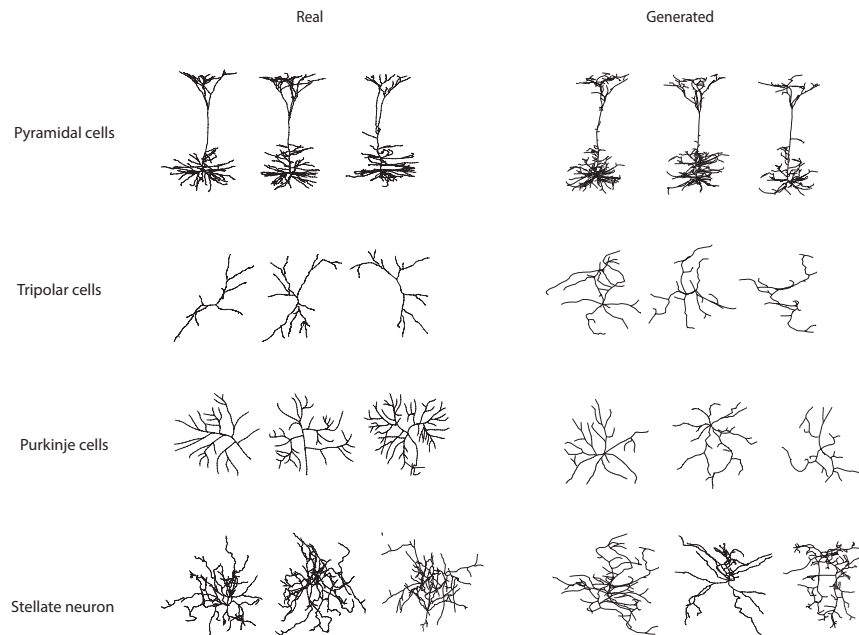 Real
Generated
Pyramidal cells
Tripolar cells
Purkinje cells
Stellate neuron